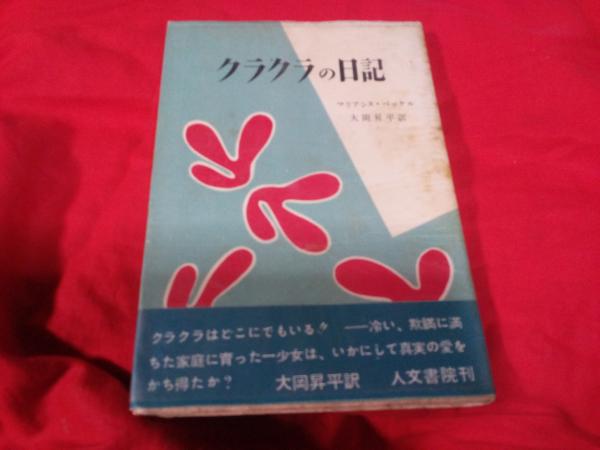 クラクラの日記
マリアンヌ・ベッケル
大岡昇平訳
クラクラはどこにでもいる!! ――冷い、欺瞞に満
ちた家庭に育った一少女は、いかにして真実の愛を
かち得たか? 大岡昇平訳 人文書院刊